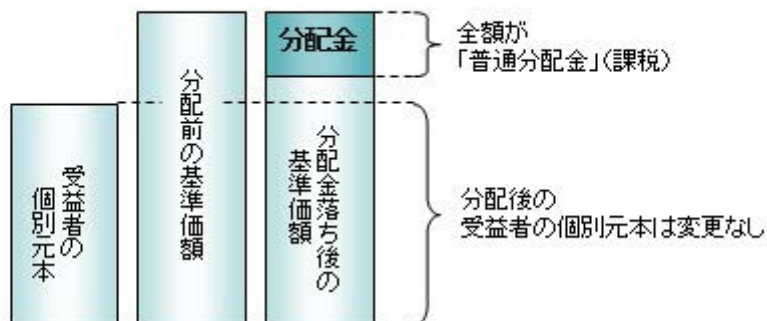 受益者の
個別元本
分配前の基準価額
分配金
分配金落ち後の
基準価額
全額が
「普通分配金」(課税)
分配後の
受益者の個別元本は変更なし